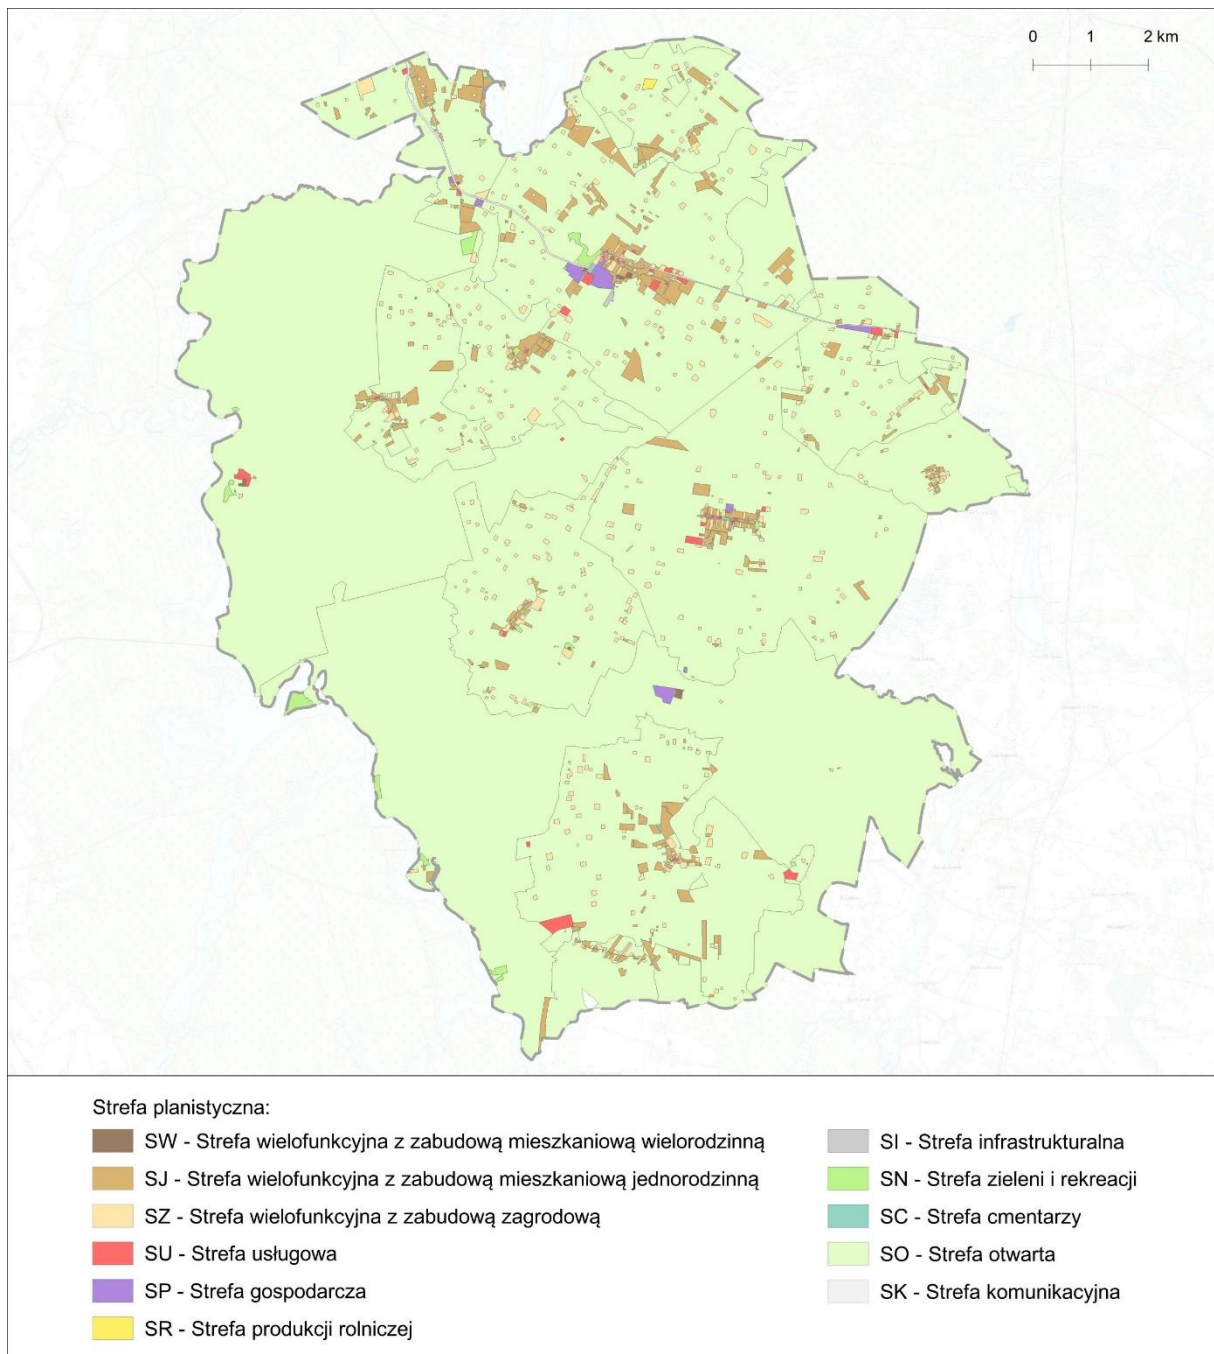 0 1 2 km
Strefa planistyczna:
SW - Strefa wielofunkcyjna z zabudową mieszkaniową wielorodzinną
SJ - Strefa wielofunkcyjna z zabudową mieszkaniową jednorodzinną
SZ - Strefa wielofunkcyjna z zabudową zagrodową
SU - Strefa usługowa
SP - Strefa gospodarcza
SR - Strefa produkcji rolniczej
SI - Strefa infrastrukturalna
SN - Strefa zieleni i rekreacji
SC - Strefa cmentarzy
SO - Strefa otwarta
SK - Strefa komunikacyjna